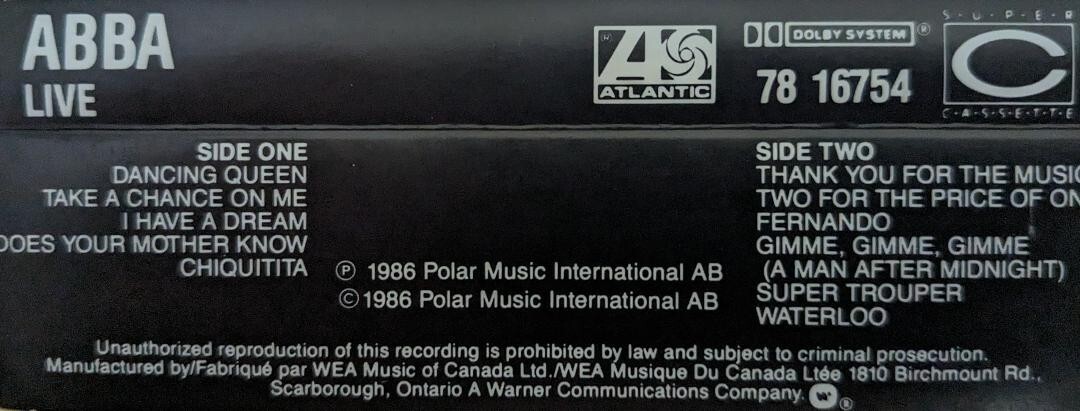 ABBA
LIVE
ATLANTIC
DOLBY SYSTEM ®
78 16754
S·U·P·E·R
C
C·A·S·S·E·T·T·E
SIDE ONE
DANCING QUEEN
TAKE A CHANCE ON ME
I HAVE A DREAM
DOES YOUR MOTHER KNOW
CHIQUITITA
℗ 1986 Polar Music International AB
© 1986 Polar Music International AB
SIDE TWO
THANK YOU FOR THE MUSIC
TWO FOR THE PRICE OF ON
FERNANDO
GIMME, GIMME, GIMME
(A MAN AFTER MIDNIGHT)
SUPER TROUPER
WATERLOO
Unauthorized reproduction of this recording is prohibited by law and subject to criminal prosecution.
Manufactured by/Fabriqué par WEA Music of Canada Ltd./WEA Musique Du Canada Ltée 1810 Birchmount Rd.,
Scarborough, Ontario A Warner Communications Company. ®